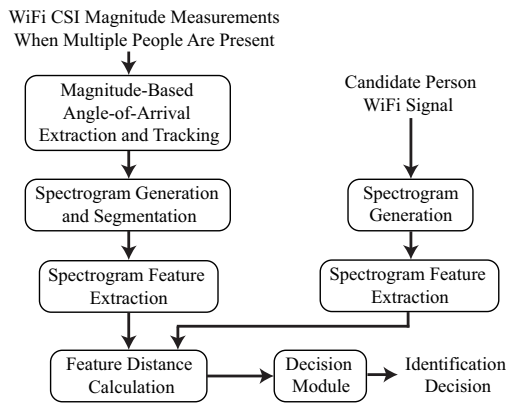 WiFi CSI Magnitude Measurements
When Multiple People Are Present
Magnitude-Based
Angle-of-Arrival
Extraction and Tracking
Candidate Person
WiFi Signal
Spectrogram Generation
and Segmentation
Spectrogram
Generation
Spectrogram Feature
Extraction
Spectrogram Feature
Extraction
Feature Distance
Calculation
Decision
Module
Identification
Decision